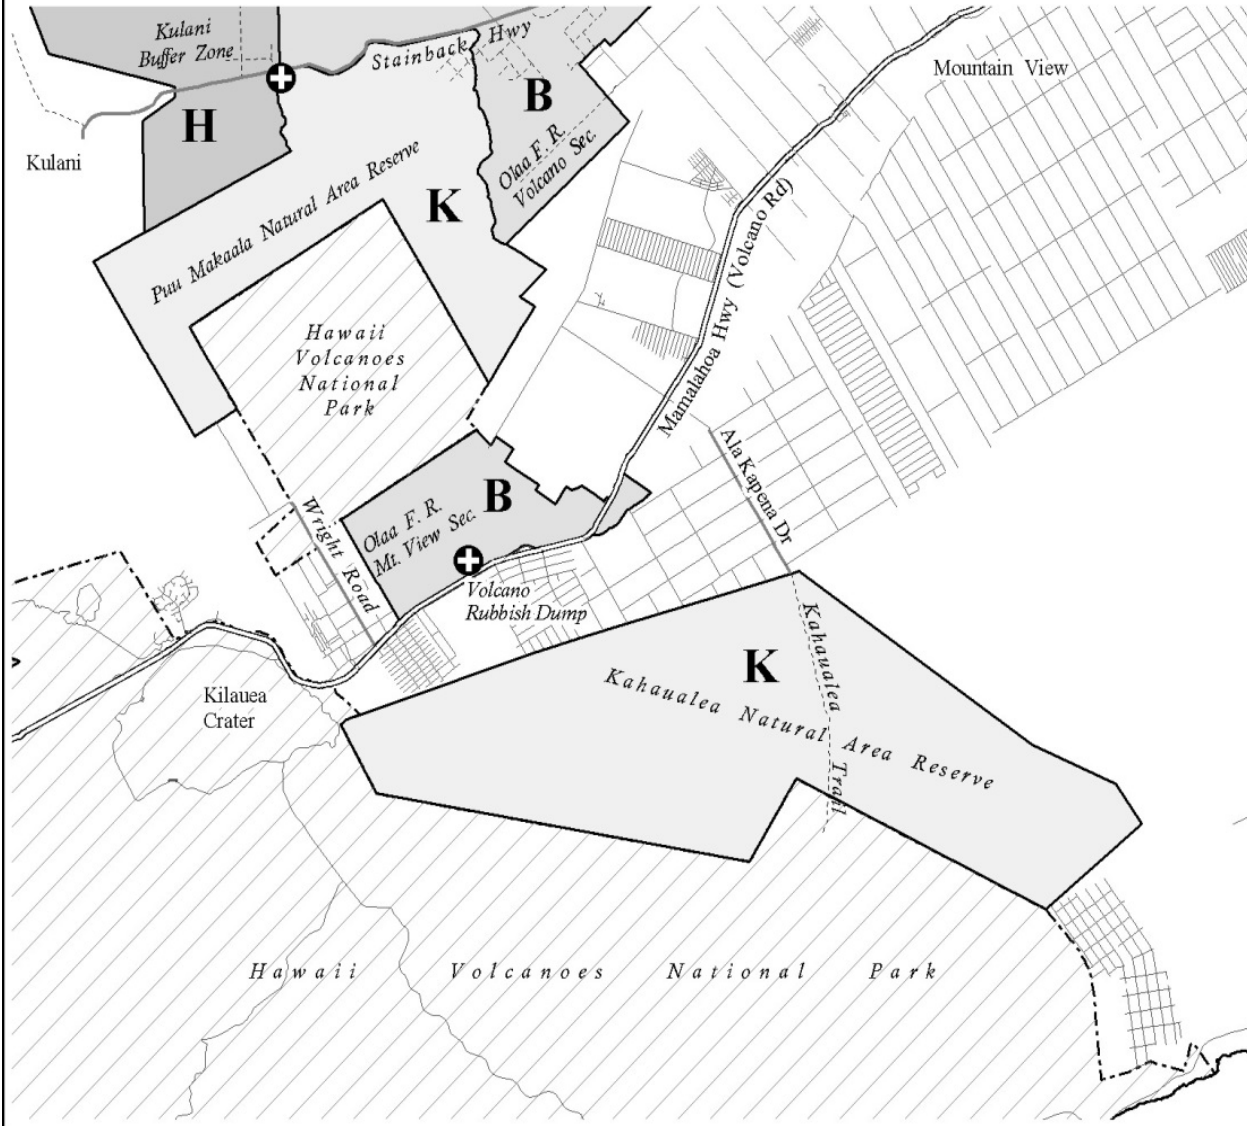 Kulani
Buffer Zone
Stainback Hwy
Mountain View
H
B
Kulani
Olaa F. R.
Volcano Sec.
Puu Makaala Natural Area Reserve
K
Mamalahoa Hwy (Volcano Rd)
Hawaii
Volcanoes
National
Park
Ala Kapena Dr
Wright Road
Olaa F. R.
Mt. View Sec.
B
Volcano
Rubbish Dump
Kilauea
Crater
K
Kahaualea Trail
Kahaualea Natural Area Reserve
Hawaii Volcanoes National Park